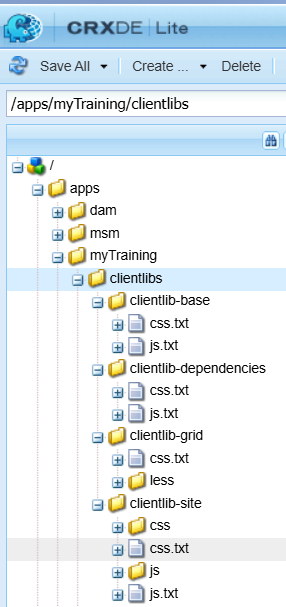 CRXDE | Lite
Save All Create ... Delete
/apps/myTraining/clientlibs
/
apps
dam
msm
myTraining
clientlibs
clientlib-base
css.txt
js.txt
clientlib-dependencies
css.txt
js.txt
clientlib-grid
css.txt
less
clientlib-site
css
css.txt
js
js.txt